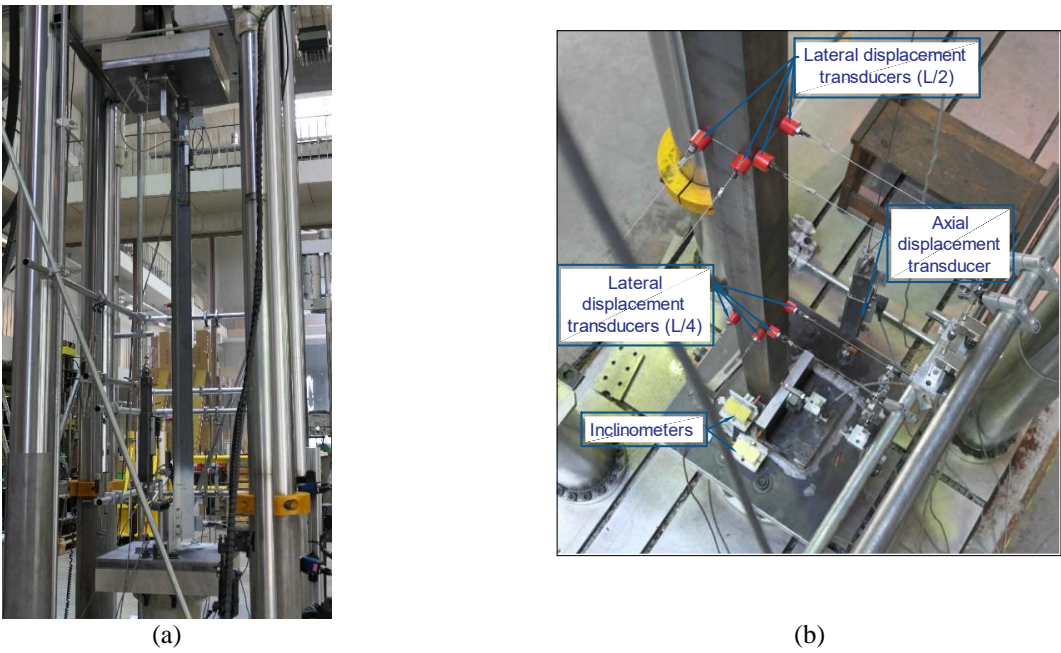 Lateral displacement
transducers (L/2)
Axial
displacement
transducer
Lateral
displacement
transducers (L/4)
Inclinometers
(a)
(b)